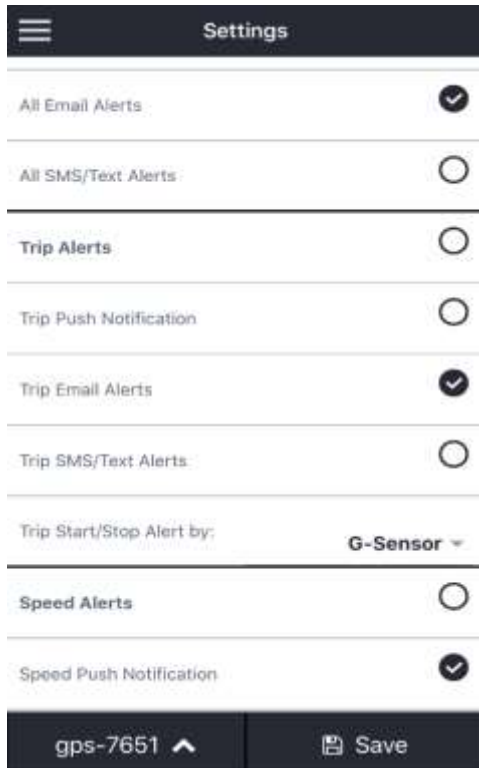 Settings
All Email Alerts
All SMS/Text Alerts
Trip Alerts
Trip Push Notification
Trip Email Alerts
Trip SMS/Text Alerts
Trip Start/Stop Alert by:
G-Sensor
Speed Alerts
Speed Push Notification
gps-7651
Save